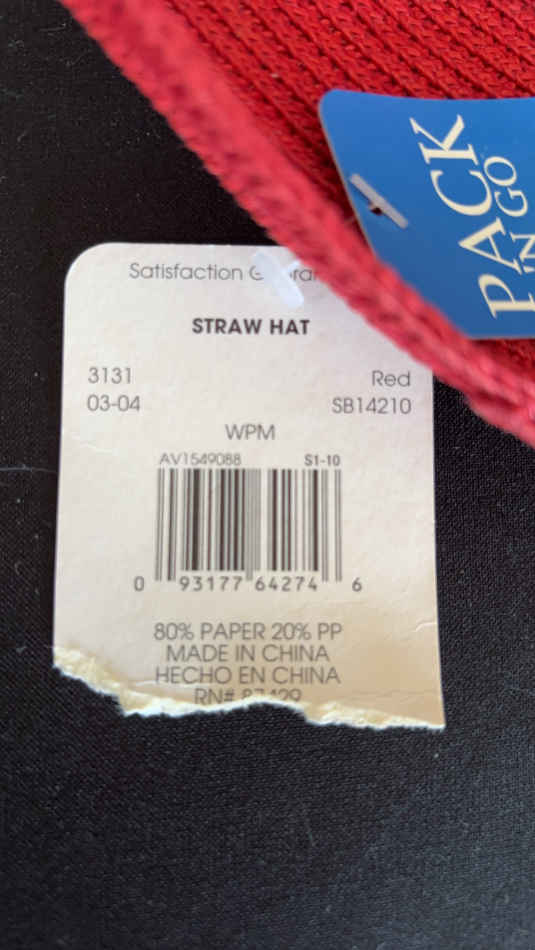 PACK
'N GO
Satisfaction
STRAW HAT
3131 Red
03-04 SB14210
WPM
AV1549088 S1-10
0 93177 64274 6
80% PAPER 20% PP
MADE IN CHINA
HECHO EN CHINA
RN#